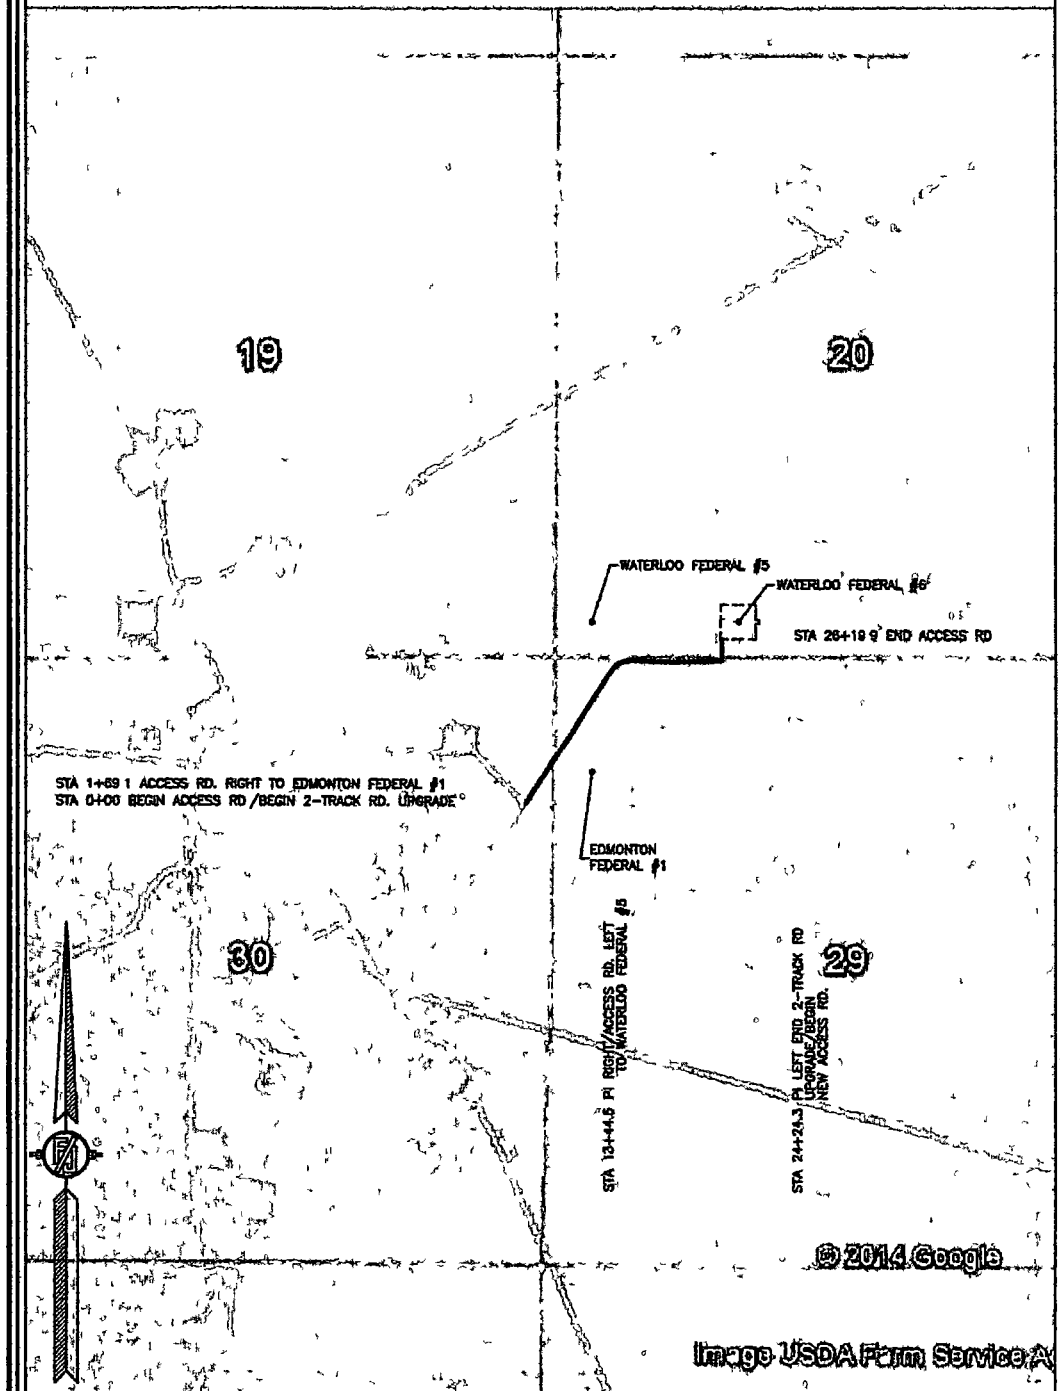 19
20
WATERLOO FEDERAL #5
WATERLOO FEDERAL #6
STA 26+19 9 END ACCESS RD
STA 1+69 1 ACCESS RD. RIGHT TO EDMONTON FEDERAL #1
STA 0+00 BEGIN ACCESS RD/BEGIN 2-TRACK RD. UPGRADE
EDMONTON
FEDERAL #1
30
29
STA 13+44.5 PI RIGHT/ACCESS RD. LEFT
TO WATERLOO FEDERAL #5
STA 24+24.3 PI LEFT END 2-TRACK RD
UPGRADE/BEGIN
NEW ACCESS RD.
© 2014 Google
Image USDA Farm Service